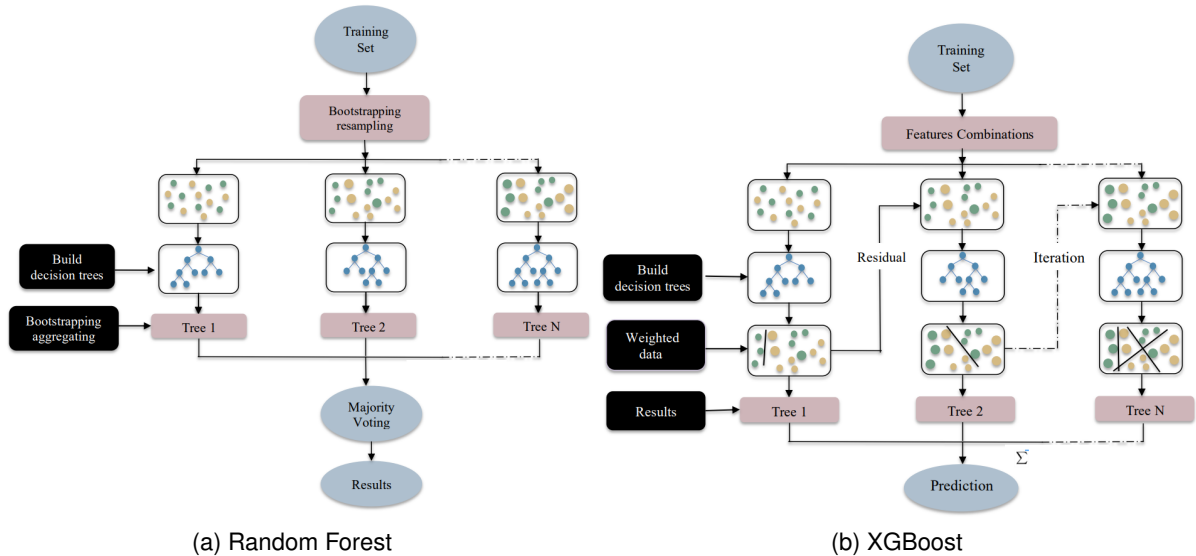 Training
Set
Bootstrapping
resampling
Build
decision trees
Bootstrapping
aggregating
Tree 1
Tree 2
Tree N
Majority
Voting
Results
(a) Random Forest
Training
Set
Features Combinations
Residual
Iteration
Build
decision trees
Weighted
data
Results
Tree 1
Tree 2
Tree N
Σ
Prediction
(b) XGBoost